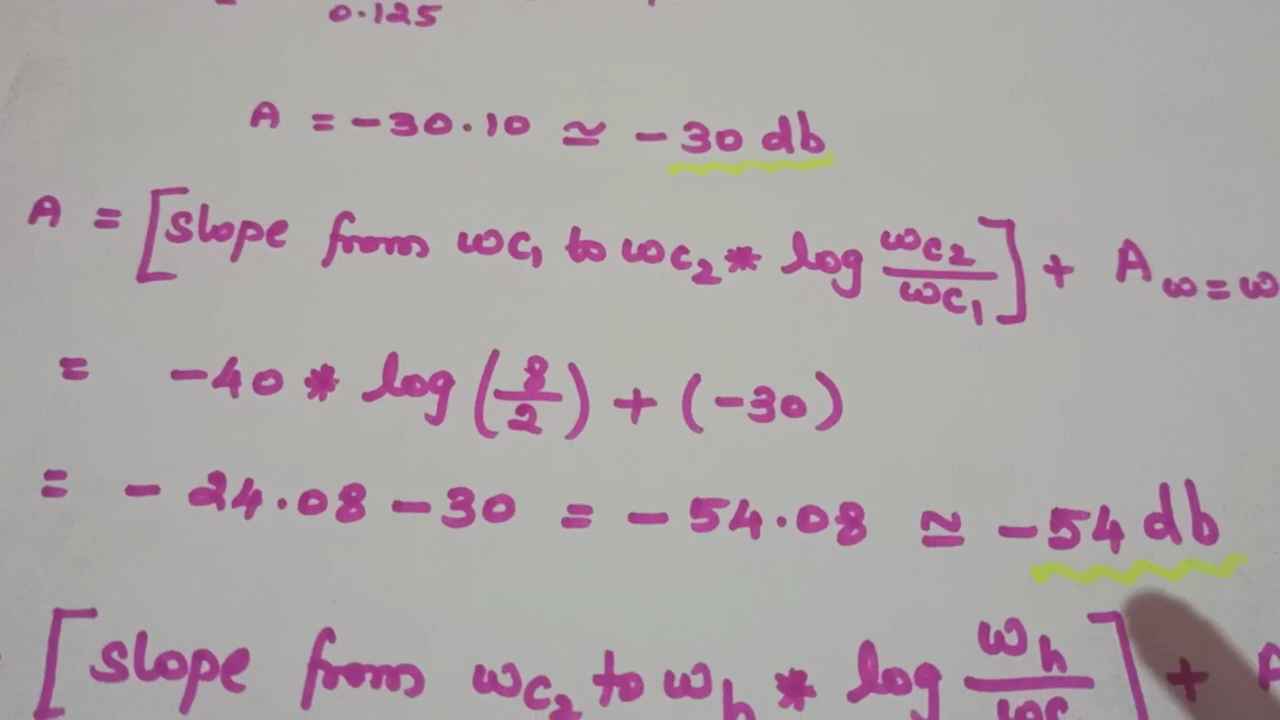 0.125
A = -30.10 ≃ -30 db
A = [slope from ωc₁ to ωc₂ * log ωc₂/ωc₁] + A ω=ω
= -40 * log (8/2) + (-30)
= -24.08 - 30 = -54.08 ≃ -54 db
[slope from ωc₂ to ωh * log ωh/ωc] +